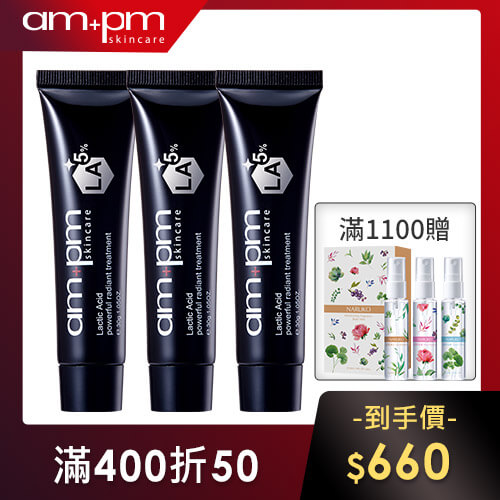 am+pm
skincare
5%
LA
am+pm
skincare
Lactic Acid
powerful radiant treatment
5%
LA
am+pm
skincare
Lactic Acid
powerful radiant treatment
5%
LA
am+pm
skincare
Lactic Acid
powerful radiant treatment
滿1100贈
NARUKO
-到手價-
$660
滿400折50